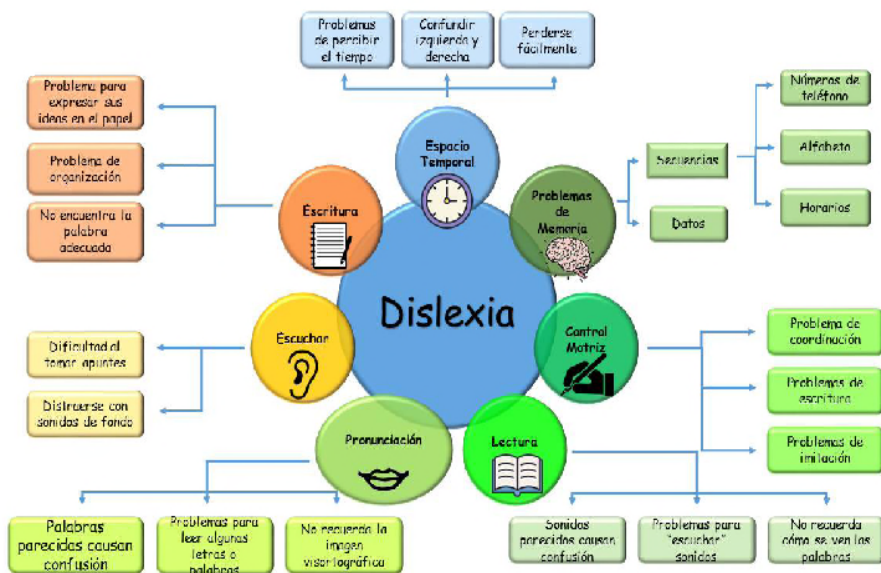 Problemas
de percibir
el tiempo
Confundir
izquierda y
derecha
Perderse
fácilmente
Espacio
Temporal
Problema para
expresar sus
ideas en el papel
Problema de
organización
No encuentra la
palabra
adecuada
Escritura
Problemas
de
Memoria
Secuencias
Datos
Números de
teléfono
Alfabeto
Horarios
Dislexia
Escuchar
Dificultad al
tomar apuntes
Distraerse con
sonidos de fondo
Control
Motriz
Problema de
coordinación
Problemas de
escritura
Problemas de
imitación
Pronunciación
Palabras
parecidas causan
confusión
Problemas para
leer algunas
letras o
palabras
No recuerda la
imagen
visortográfica
Lectura
Sonidos
parecidos causan
confusión
Problemas para
"escuchar"
sonidos
No recuerda
cómo se ven las
palabras